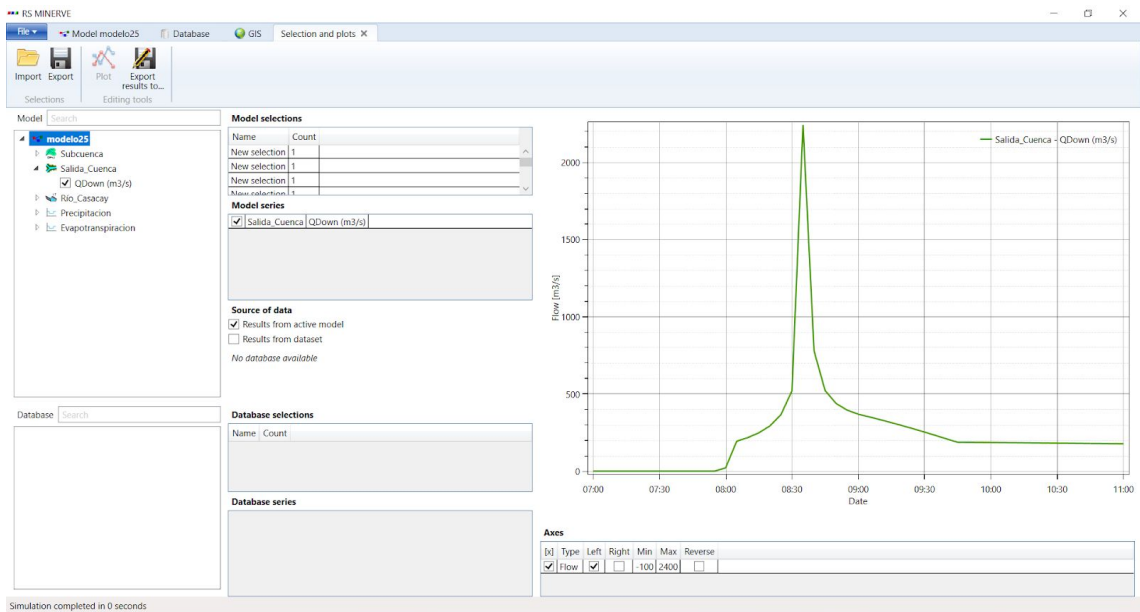 RS MINERVE
File
Model modelo25
Database
GIS
Selection and plots
Import Export
Plot
Export results to...
Selections
Editing tools
Model Search
modelo25
Subcuenca
Salida_Cuenca
QDown (m3/s)
Río_Casacay
Precipitacion
Evapotranspiracion
Model selections
Name Count
New selection 1
New selection 1
New selection 1
New selection 1
Model series
Salida_Cuenca QDown (m3/s)
Source of data
Results from active model
Results from dataset
No database available
Database Search
Database selections
Name Count
Database series
Salida_Cuenca - QDown (m3/s)
Flow [m3/s]
2000
1500
1000
500
0
07:00 07:30 08:00 08:30 09:00 09:30 10:00 10:30 11:00
Date
Axes
[x] Type Left Right Min Max Reverse
Flow -100 2400
Simulation completed in 0 seconds